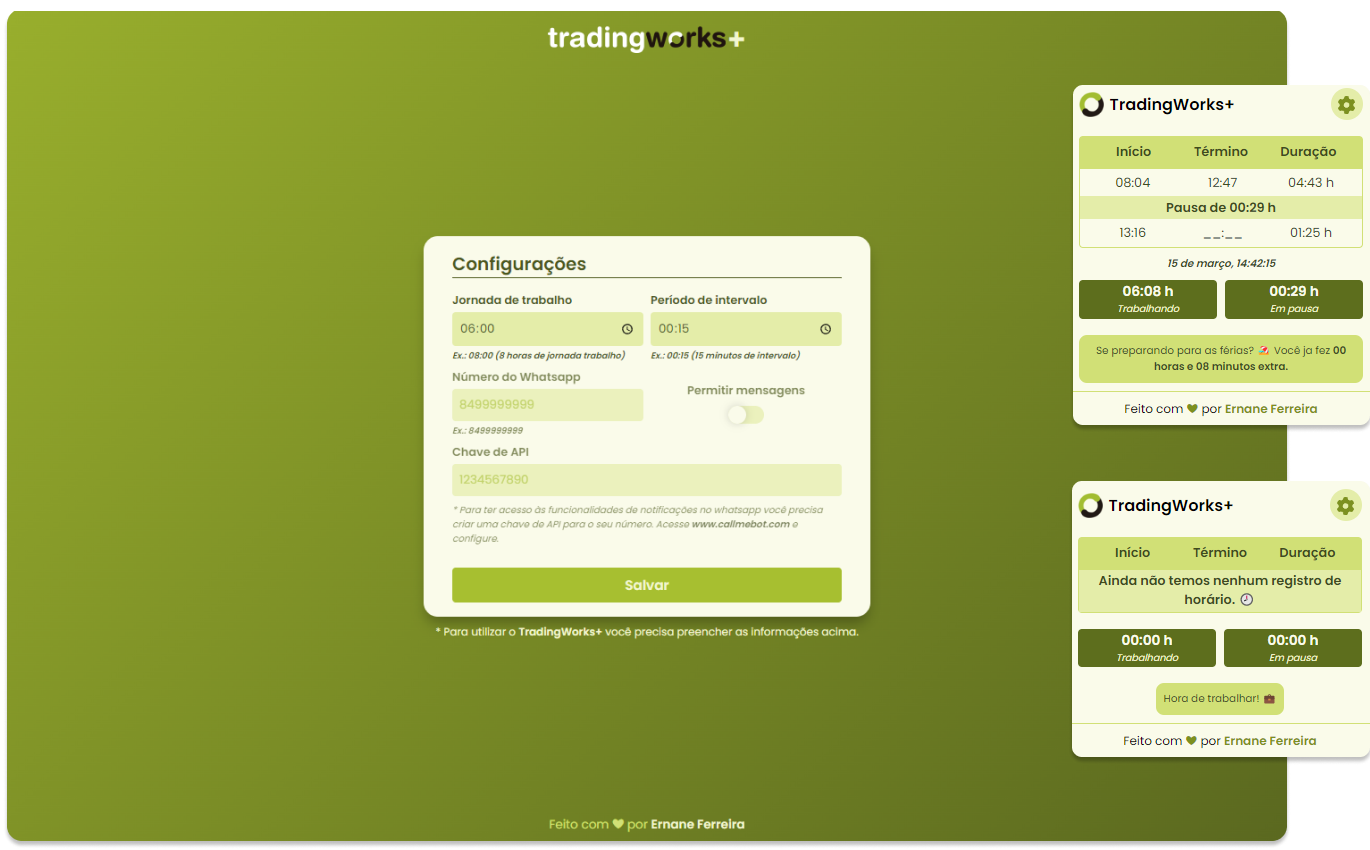 tradingworks+
Configurações
Jornada de trabalho
Período de intervalo
06:00
00:15
Ex.: 08:00 (8 horas de jornada trabalho)
Ex.: 00:15 (15 minutos de intervalo)
Número do Whatsapp
Permitir mensagens
8499999999
Ex.: 8499999999
Chave de API
1234567890
* Para ter acesso às funcionalidades de notificações no whatsapp você precisa
criar uma chave de API para o seu número. Acesse www.callmebot.com e
configure.
Salvar
* Para utilizar o TradingWorks+ você precisa preencher as informações acima.
Feito com ♥ por Ernane Ferreira
TradingWorks+
Início Término Duração
08:04 12:47 04:43 h
Pausa de 00:29 h
13:16 __:__ 01:25 h
15 de março, 14:42:15
06:08 h
Trabalhando
00:29 h
Em pausa
Se preparando para as férias? 🏖️ Você ja fez 00
horas e 08 minutos extra.
Feito com ♥ por Ernane Ferreira
TradingWorks+
Início Término Duração
Ainda não temos nenhum registro de
horário. 🕗
00:00 h
Trabalhando
00:00 h
Em pausa
Hora de trabalhar! 💼
Feito com ♥ por Ernane Ferreira